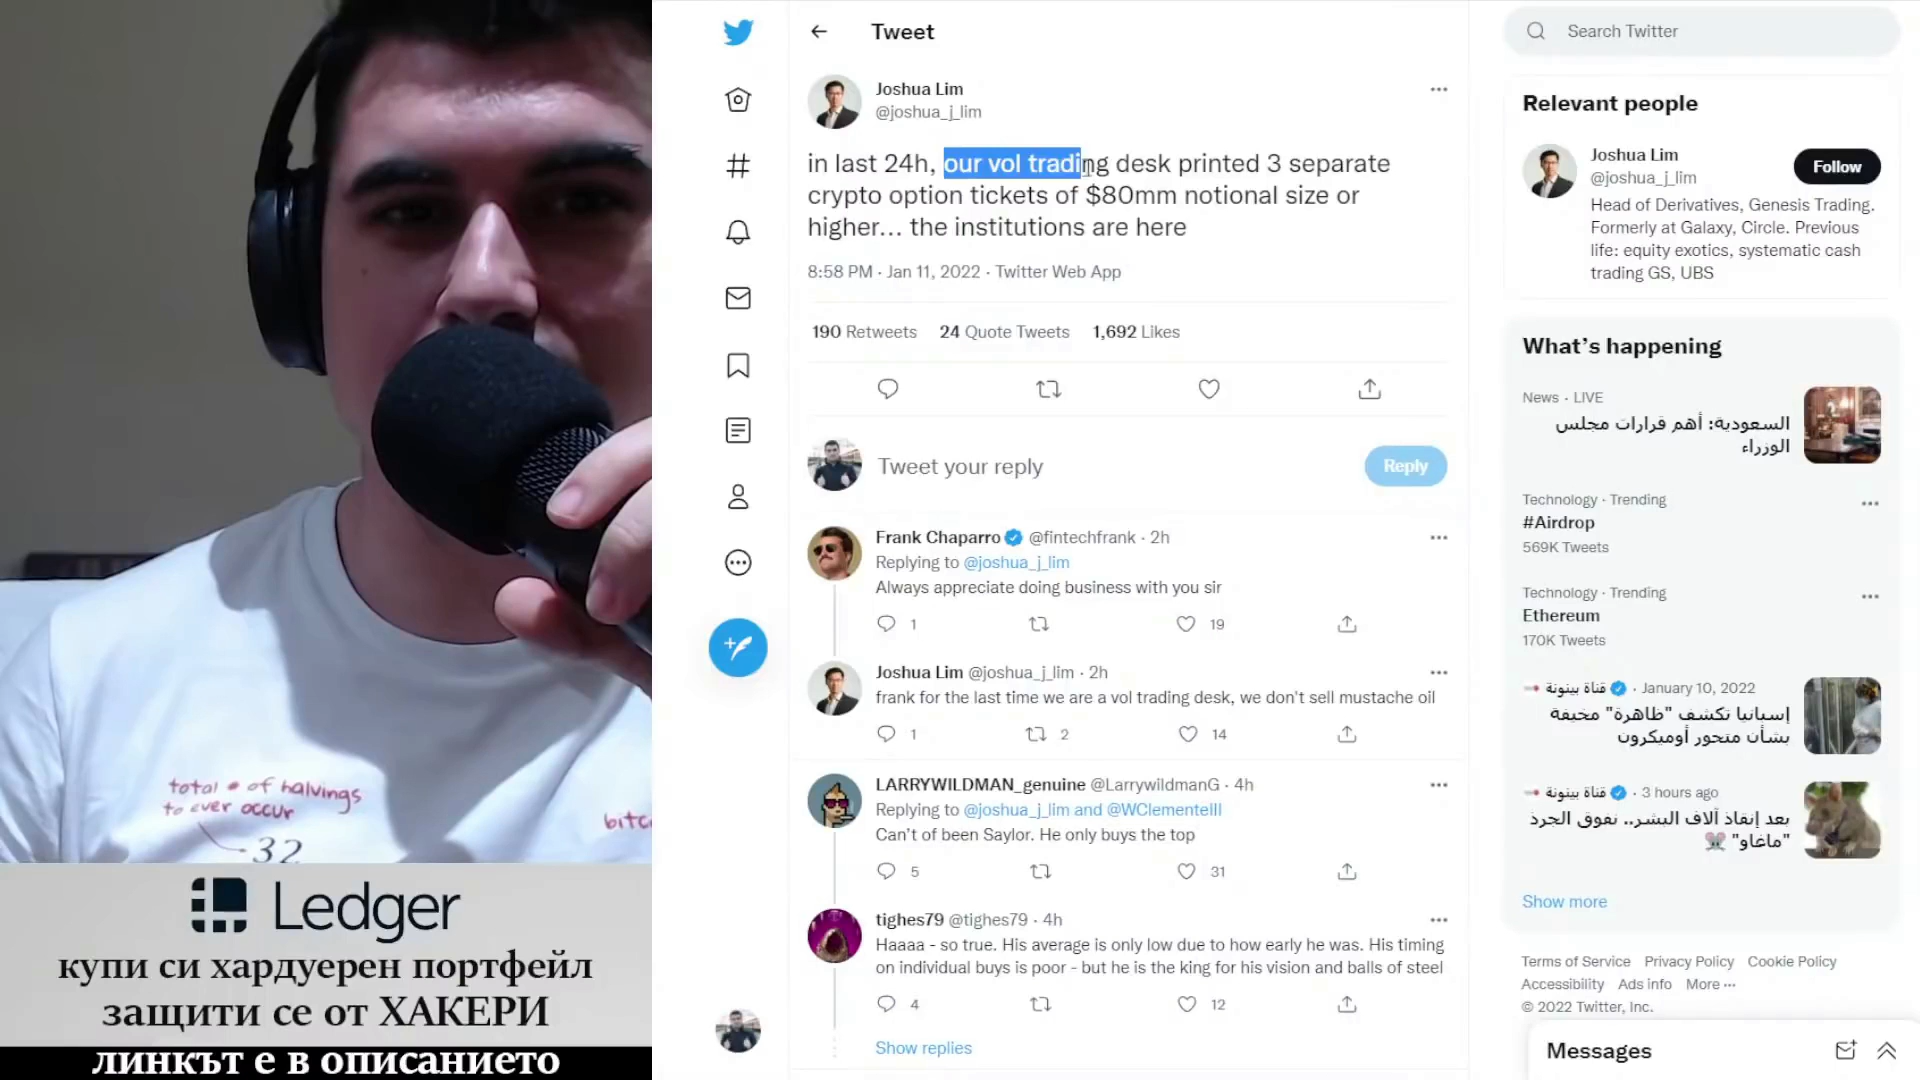 total # of halvings
to ever occur
32
bitc
Ledger
купи си хардуерен портфейл
защити се от ХАКЕРИ
линкът е в описанието
Tweet
Joshua Lim
@joshua_j_lim
in last 24h, our vol trading desk printed 3 separate
crypto option tickets of $80mm notional size or
higher... the institutions are here
8:58 PM · Jan 11, 2022 · Twitter Web App
190 Retweets 24 Quote Tweets 1,692 Likes
Tweet your reply
Reply
Frank Chaparro @fintechfrank · 2h
Replying to @joshua_j_lim
Always appreciate doing business with you sir
1 19
Joshua Lim @joshua_j_lim · 2h
frank for the last time we are a vol trading desk, we don't sell mustache oil
1 2 14
LARRYWILDMAN_genuine @LarrywildmanG · 4h
Replying to @joshua_j_lim and @WClementeIII
Can't of been Saylor. He only buys the top
5 31
tighes79 @tighes79 · 4h
Haaaa - so true. His average is only low due to how early he was. His timing
on individual buys is poor - but he is the king for his vision and balls of steel
4 12
Show replies
Search Twitter
Relevant people
Joshua Lim
@joshua_j_lim
Follow
Head of Derivatives, Genesis Trading.
Formerly at Galaxy, Circle. Previous
life: equity exotics, systematic cash
trading GS, UBS
What's happening
News · LIVE
السعودية: أهم قرارات مجلس
الوزراء
Technology · Trending
#Airdrop
569K Tweets
Technology · Trending
Ethereum
170K Tweets
قناة بينونة · January 10, 2022
إسبانيا تكشف "ظاهرة" مخيفة
بشأن متحور أوميكرون
قناة بينونة · 3 hours ago
بعد إنقاذ آلاف البشر.. نفوق الجرذ
"ماغاو"
Show more
Terms of Service Privacy Policy Cookie Policy
Accessibility Ads info More ···
© 2022 Twitter, Inc.
Messages